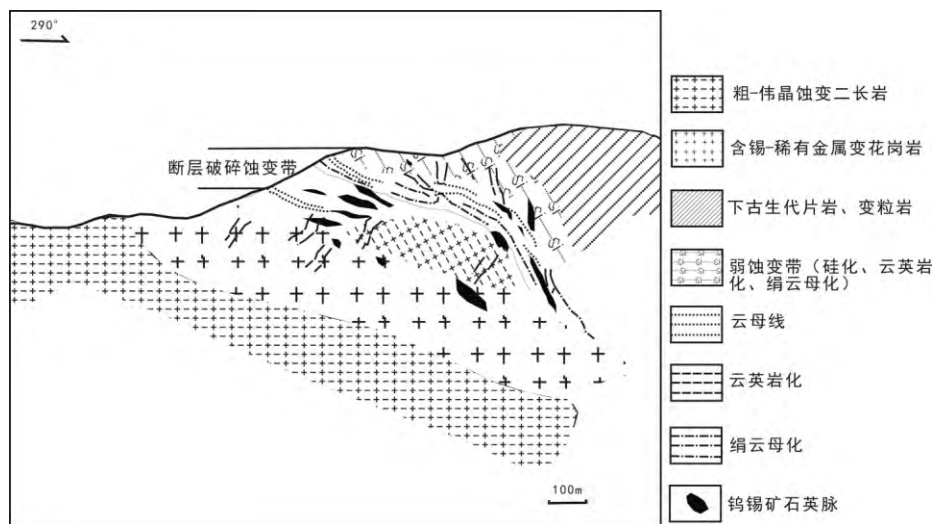 290°
断层破碎蚀变带
100m
粗-伟晶蚀变二长岩
含锡-稀有金属变花岗岩
下古生代片岩、变粒岩
弱蚀变带（硅化、云英岩
化、绢云母化）
云母线
云英岩化
绢云母化
钨锡矿石英脉